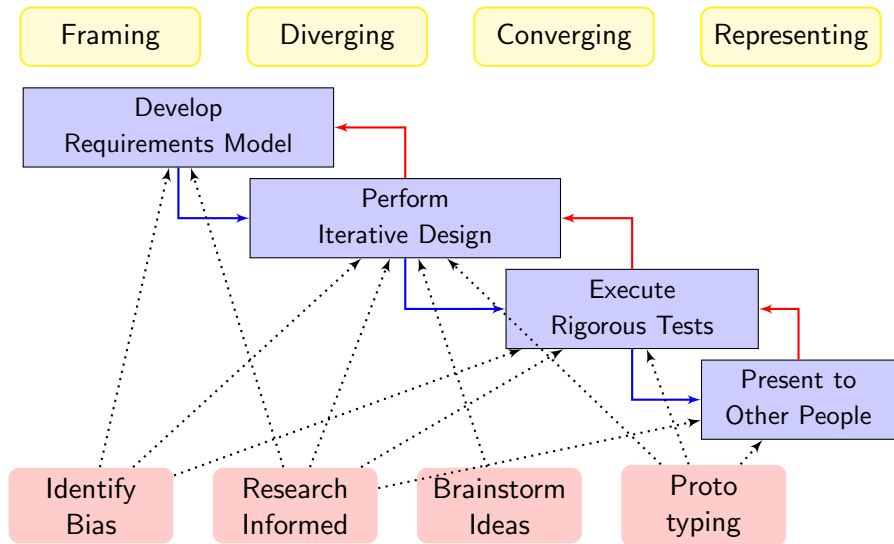 Framing
Diverging
Converging
Representing
Develop
Requirements Model
Perform
Iterative Design
Execute
Rigorous Tests
Present to
Other People
Identify
Bias
Research
Informed
Brainstorm
Ideas
Proto
typing